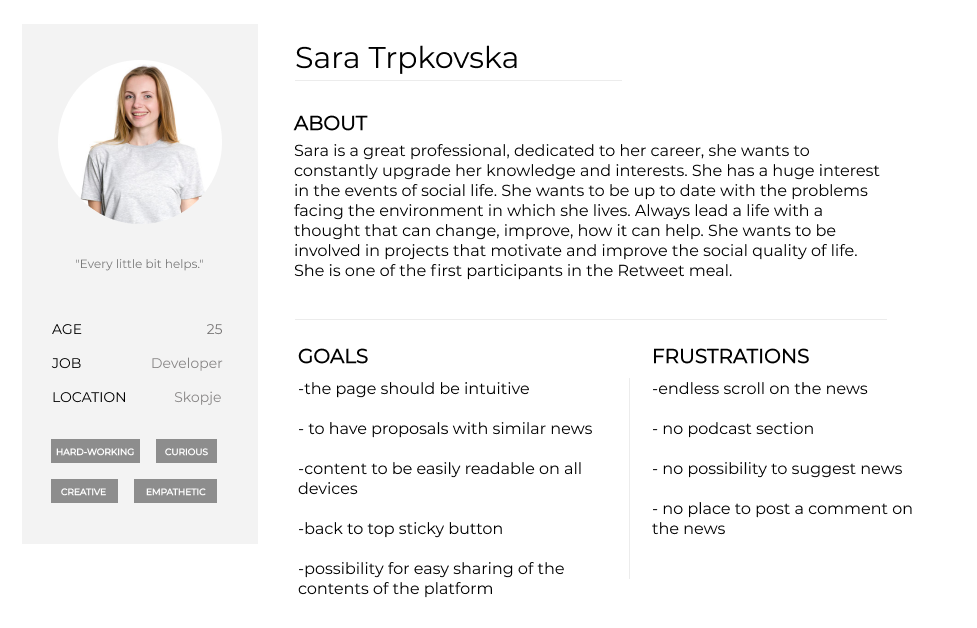 "Every little bit helps."
AGE 25
JOB Developer
LOCATION Skopje
HARD-WORKING CURIOUS
CREATIVE EMPATHETIC
Sara Trpkovska
ABOUT
Sara is a great professional, dedicated to her career, she wants to
constantly upgrade her knowledge and interests. She has a huge interest
in the events of social life. She wants to be up to date with the problems
facing the environment in which she lives. Always lead a life with a
thought that can change, improve, how it can help. She wants to be
involved in projects that motivate and improve the social quality of life.
She is one of the first participants in the Retweet meal.
GOALS
-the page should be intuitive
- to have proposals with similar news
-content to be easily readable on all
devices
-back to top sticky button
-possibility for easy sharing of the
contents of the platform
FRUSTRATIONS
-endless scroll on the news
- no podcast section
- no possibility to suggest news
- no place to post a comment on
the news